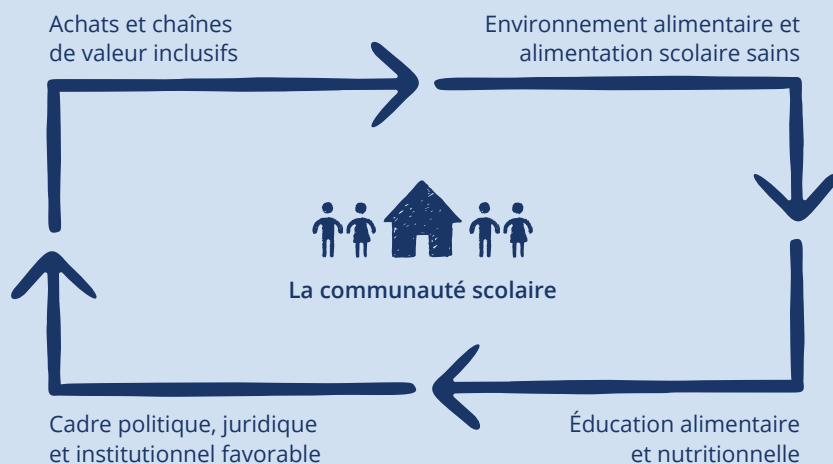 Achats et chaînes
de valeur inclusifs
Environnement alimentaire et
alimentation scolaire sains
La communauté scolaire
Cadre politique, juridique
et institutionnel favorable
Éducation alimentaire
et nutritionnelle